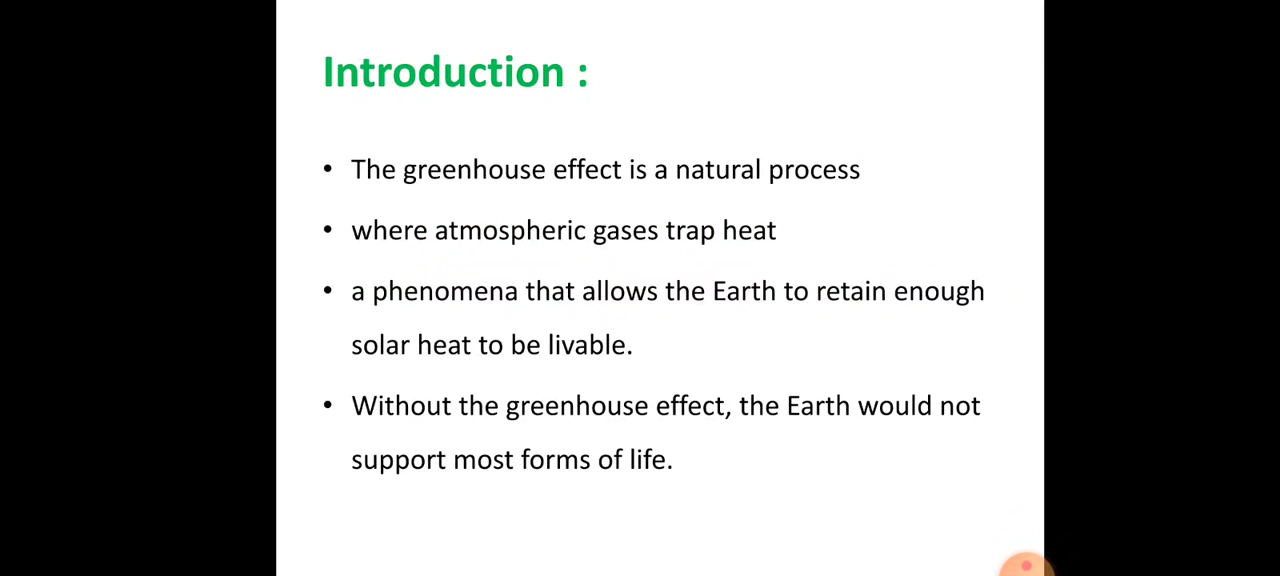 Introduction :
• The greenhouse effect is a natural process
• where atmospheric gases trap heat
• a phenomena that allows the Earth to retain enough
solar heat to be livable.
• Without the greenhouse effect, the Earth would not
support most forms of life.